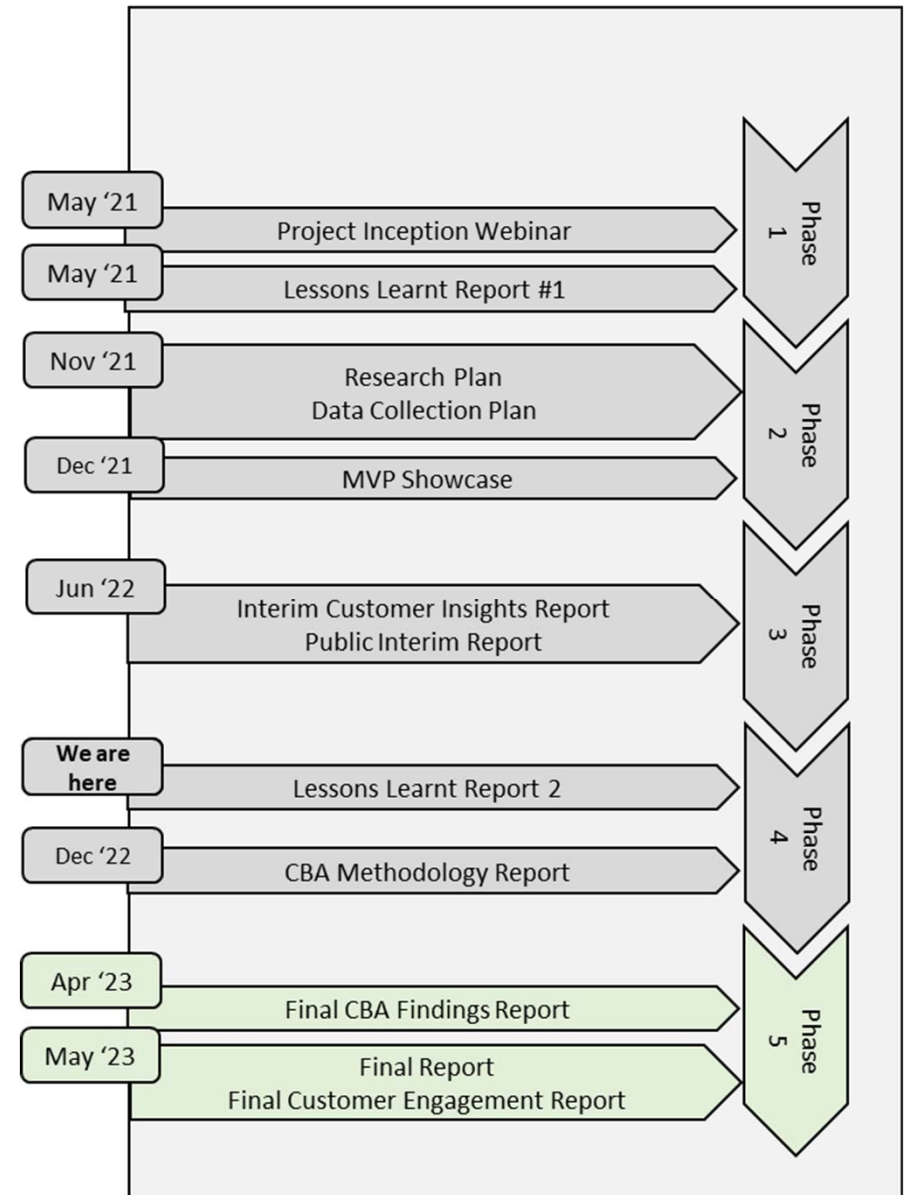 May ‘21
Project Inception Webinar
Phase
1
May ‘21
Lessons Learnt Report #1
Nov ‘21
Research Plan
Data Collection Plan
Phase
2
Dec ‘21
MVP Showcase
Jun ‘22
Interim Customer Insights Report
Public Interim Report
Phase
3
We are
here
Lessons Learnt Report 2
Phase
4
Dec ‘22
CBA Methodology Report
Apr ‘23
Final CBA Findings Report
Phase
5
May ‘23
Final Report
Final Customer Engagement Report